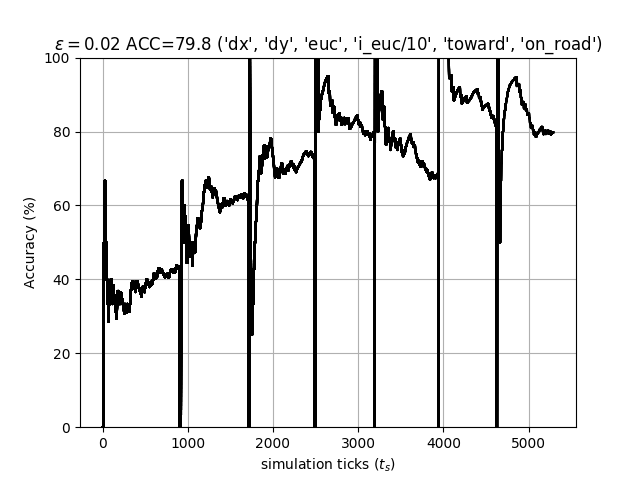 ε = 0.02 ACC=79.8 ('dx', 'dy', 'euc', 'i_euc/10', 'toward', 'on_road')
100
80
60
40
20
0
Accuracy (%)
0 1000 2000 3000 4000 5000
simulation ticks (tₛ)